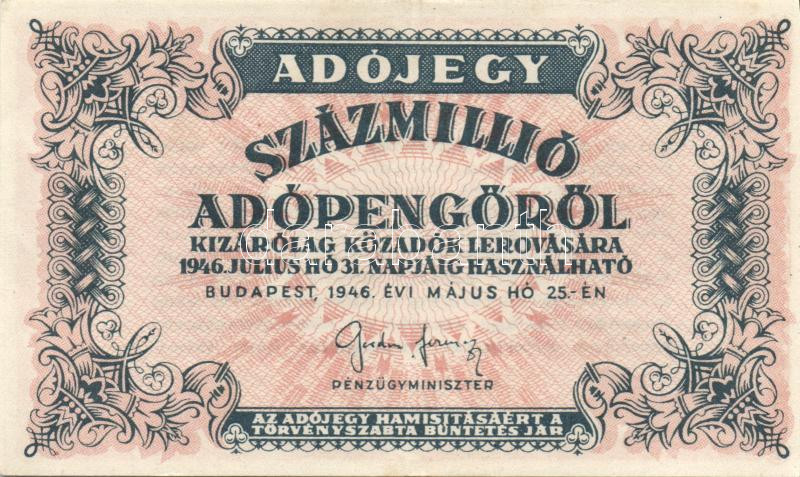 ADÓJEGY
SZÁZMILLIÓ
ADÓPENGŐRŐL
KIZÁRÓLAG KÖZADÓK LEROVÁSÁRA
1946. JULIUS HÓ 31. NAPJÁIG HASZNÁLHATÓ
BUDAPEST, 1946. ÉVI MÁJUS HÓ 25.-ÉN
PÉNZÜGYMINISZTER
AZ ADÓJEGY HAMISITÁSAÉRT A
TÖRVÉNYSZABTA BÜNTETÉS JÁR